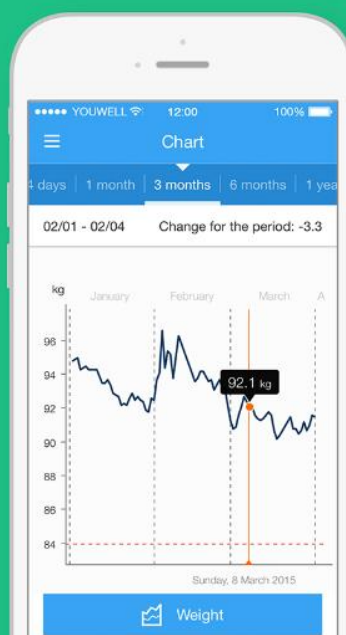 YOUWELL 12:00 100%
Chart
4 days 1 month 3 months 6 months 1 yea
02/01 - 02/04 Change for the period: -3.3
kg
January February March A
96
94
92.1 kg
92
90
88
86
84
Sunday, 8 March 2015
Weight